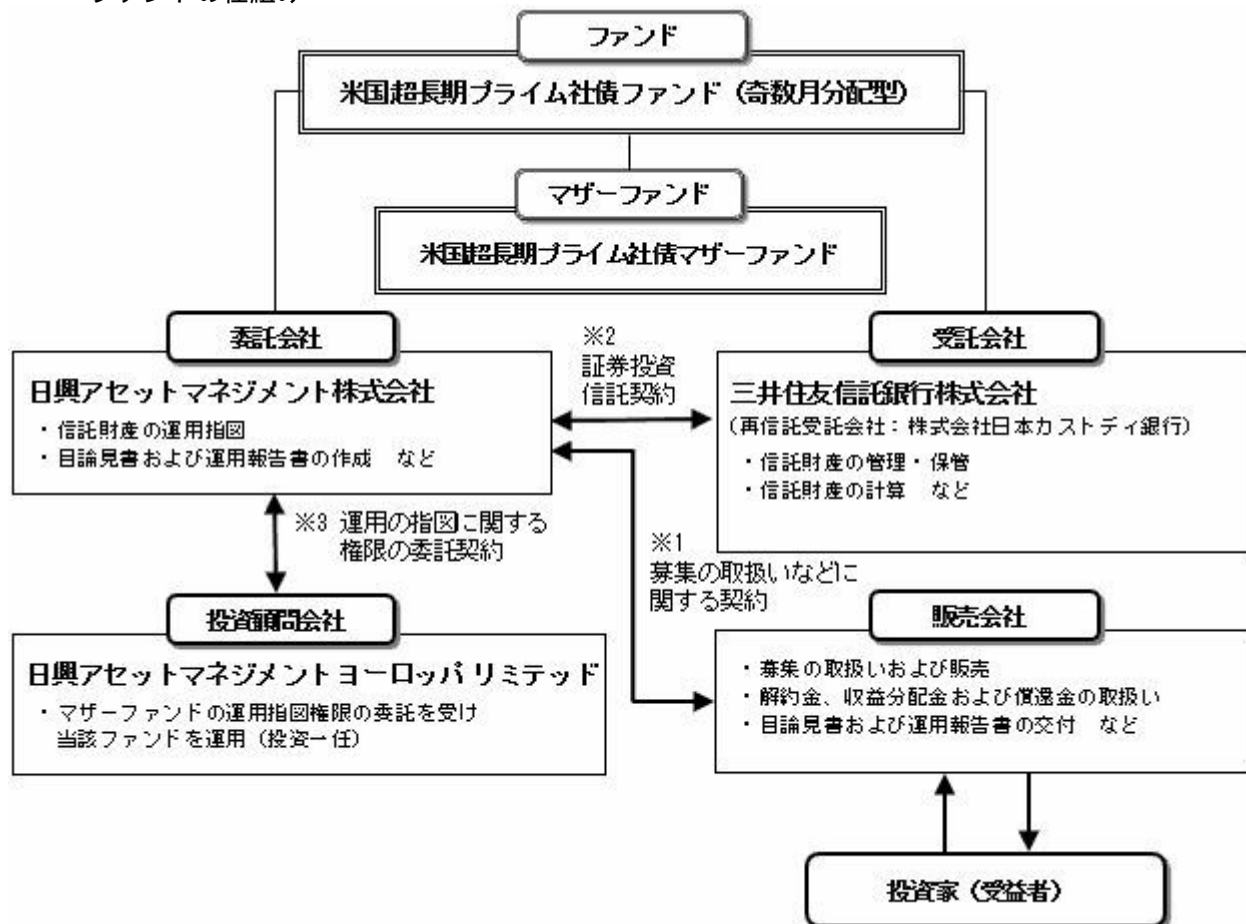 ファンドの仕組み
ファンド
米国超長期プライム社債ファンド（奇数月分配型）
マザーファンド
米国超長期プライム社債マザーファンド
委託会社
日興アセットマネジメント株式会社
・信託財産の運用指図
・目論見書および運用報告書の作成　など
※2
証券投資
信託契約
受託会社
三井住友信託銀行株式会社
（再信託受託会社：株式会社日本カストディ銀行）
・信託財産の管理・保管
・信託財産の計算　など
※3 運用の指図に関する
権限の委託契約
※1
募集の取扱いなどに
関する契約
投資顧問会社
日興アセットマネジメント ヨーロッパ リミテッド
・マザーファンドの運用指図権限の委託を受け
当該ファンドを運用（投資一任）
販売会社
・募集の取扱いおよび販売
・解約金、収益分配金および償還金の取扱い
・目論見書および運用報告書の交付　など
投資家（受益者）